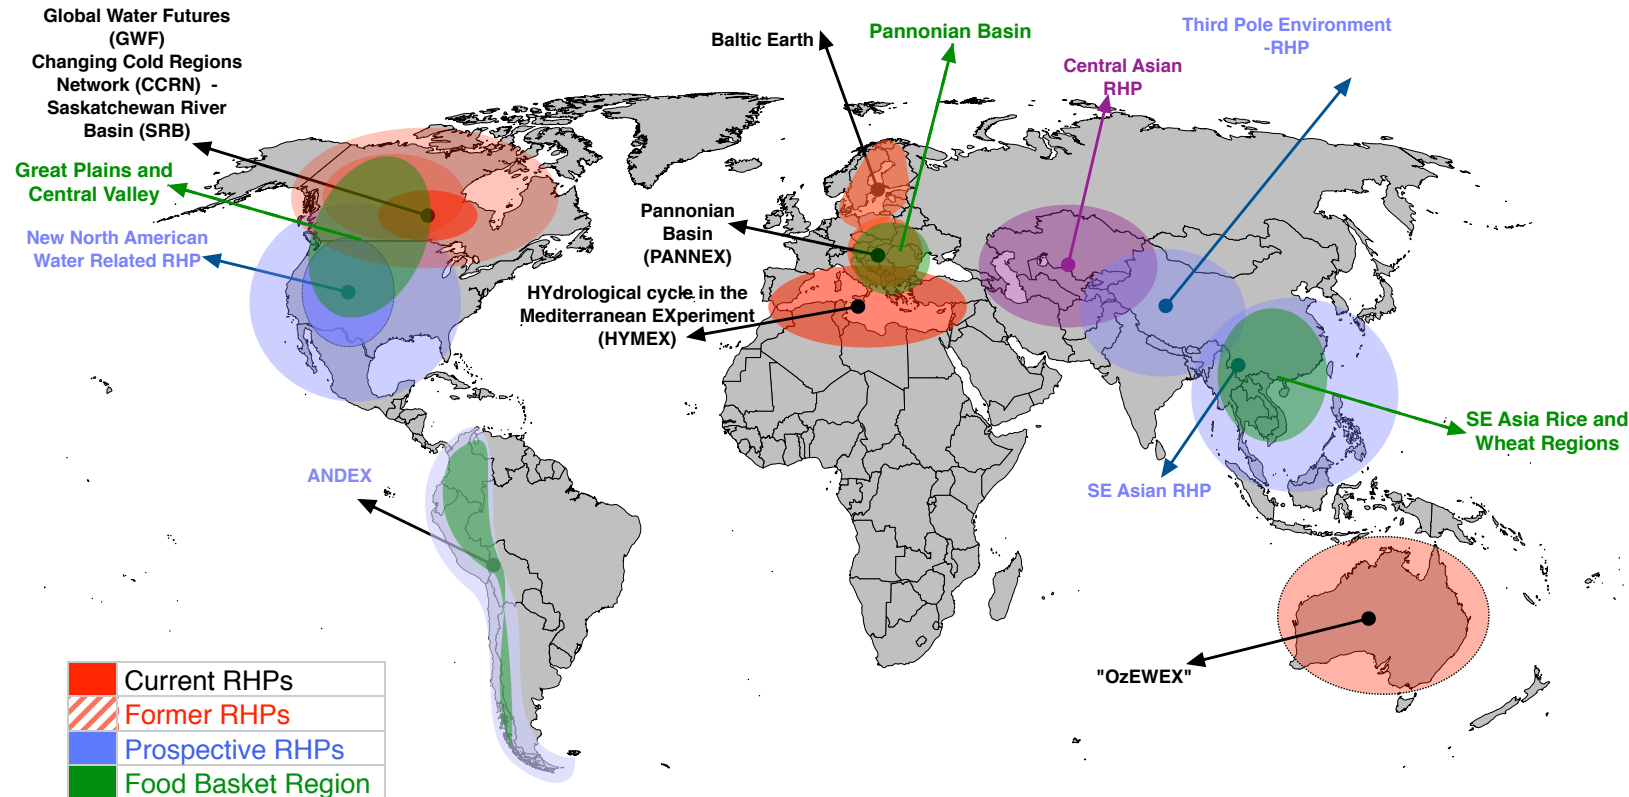 Global Water Futures
(GWF)
Changing Cold Regions
Network (CCRN)  -
Saskatchewan River
Basin (SRB)
Great Plains and
Central Valley
New North American
Water Related RHP
Baltic Earth
Pannonian Basin
Central Asian
RHP
Third Pole Environment
-RHP
Pannonian
Basin
(PANNEX)
HYdrological cycle in the
Mediterranean EXperiment
(HYMEX)
ANDEX
SE Asia Rice and
Wheat Regions
SE Asian RHP
"OzEWEX"
Current RHPs
Former RHPs
Prospective RHPs
Food Basket Region